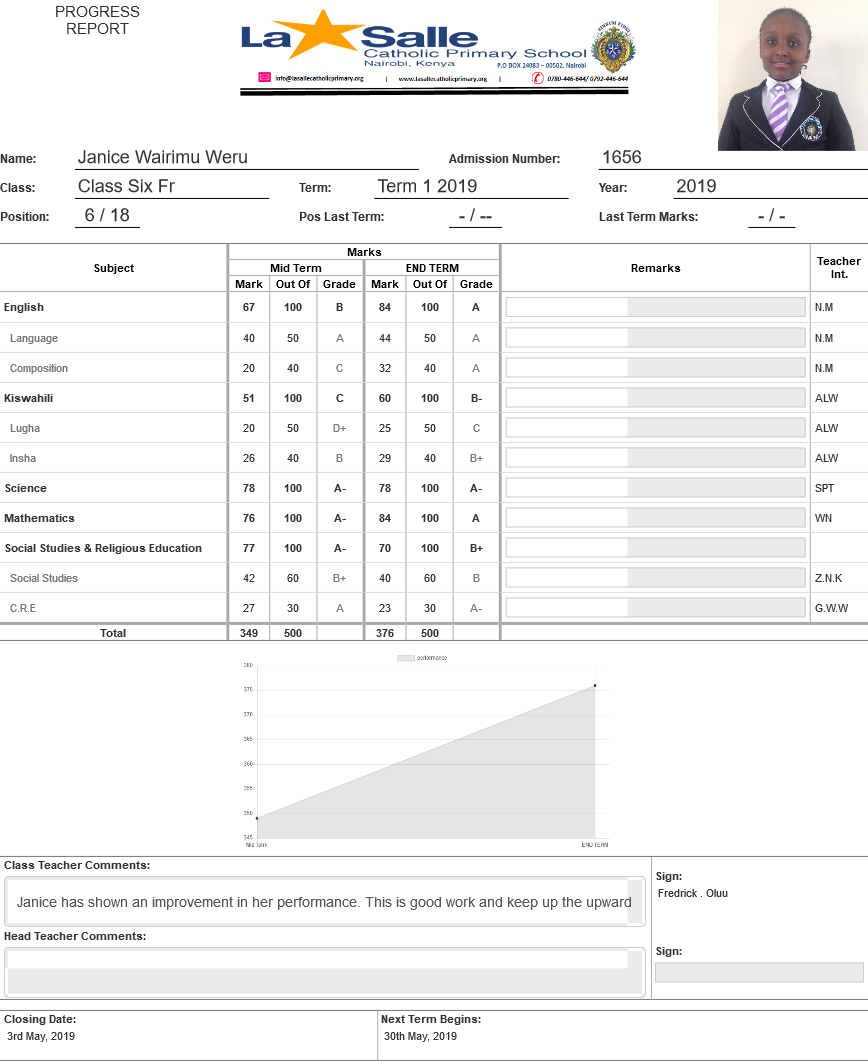 PROGRESS
REPORT
La Salle
Catholic Primary School
Nairobi, Kenya
P.O BOX 24083 – 00502, Nairobi
info@lasallecatholicprimary.org | www.lasallecatholicprimary.org | 0780-446-644/ 0792-446-644
Name: Janice Wairimu Weru Admission Number: 1656
Class: Class Six Fr Term: Term 1 2019 Year: 2019
Position: 6 / 18 Pos Last Term: - / -- Last Term Marks: - / -
Subject Marks Remarks Teacher Int.
Mid Term END TERM
Mark Out Of Grade Mark Out Of Grade
English 67 100 B 84 100 A N.M
Language 40 50 A 44 50 A N.M
Composition 20 40 C 32 40 A N.M
Kiswahili 51 100 C 60 100 B- ALW
Lugha 20 50 D+ 25 50 C ALW
Insha 26 40 B 29 40 B+ ALW
Science 78 100 A- 78 100 A- SPT
Mathematics 76 100 A- 84 100 A WN
Social Studies & Religious Education 77 100 A- 70 100 B+
Social Studies 42 60 B+ 40 60 B Z.N.K
C.R.E 27 30 A 23 30 A- G.W.W
Total 349 500 376 500
performance
380
375
370
365
360
355
350
345
Mid Term END TERM
Class Teacher Comments:
Janice has shown an improvement in her performance. This is good work and keep up the upward
Sign:
Fredrick . Oluu
Head Teacher Comments:
Sign:
Closing Date: Next Term Begins:
3rd May, 2019 30th May, 2019